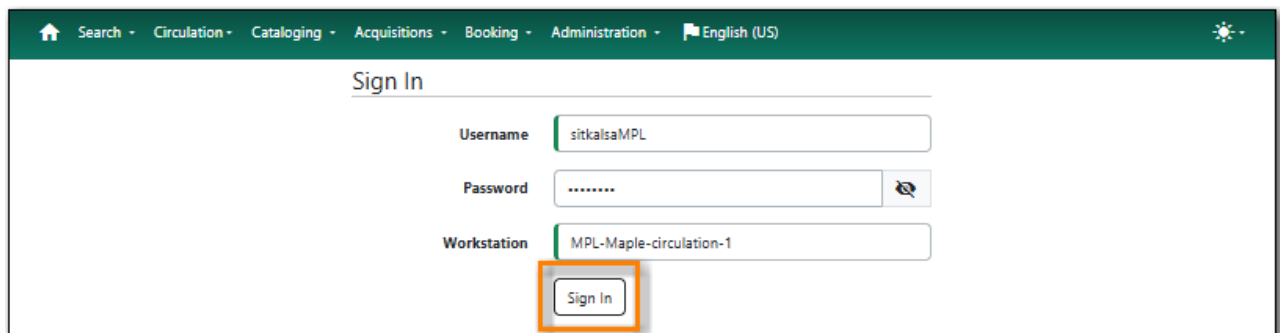 Search Circulation Cataloging Acquisitions Booking Administration English (US)
Sign In
Username sitkalsaMPL
Password ........
Workstation MPL-Maple-circulation-1
Sign In